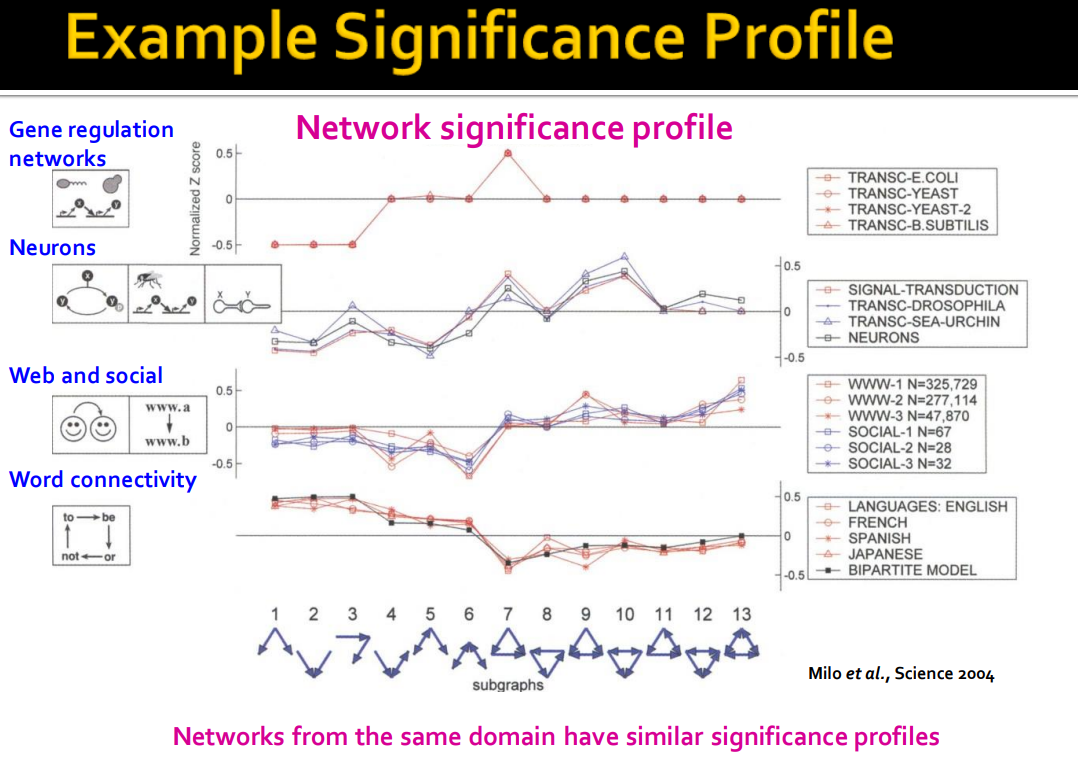 Example Significance Profile
Network significance profile
Gene regulation
networks
Normalized Z score
0.5
0
-0.5
TRANSC-E.COLI
TRANSC-YEAST
TRANSC-YEAST-2
TRANSC-B.SUBTILIS
Neurons
X
Y
X
Y
Y
X
Y
X Y
0.5
0
-0.5
SIGNAL-TRANSDUCTION
TRANSC-DROSOPHILA
TRANSC-SEA-URCHIN
NEURONS
Web and social
www.a
www.b
0.5
0
-0.5
WWW-1 N=325,729
WWW-2 N=277,114
WWW-3 N=47,870
SOCIAL-1 N=67
SOCIAL-2 N=28
SOCIAL-3 N=32
Word connectivity
to be
not or
0.5
0
-0.5
LANGUAGES: ENGLISH
FRENCH
SPANISH
JAPANESE
BIPARTITE MODEL
1 2 3 4 5 6 7 8 9 10 11 12 13
subgraphs
Milo et al., Science 2004
Networks from the same domain have similar significance profiles